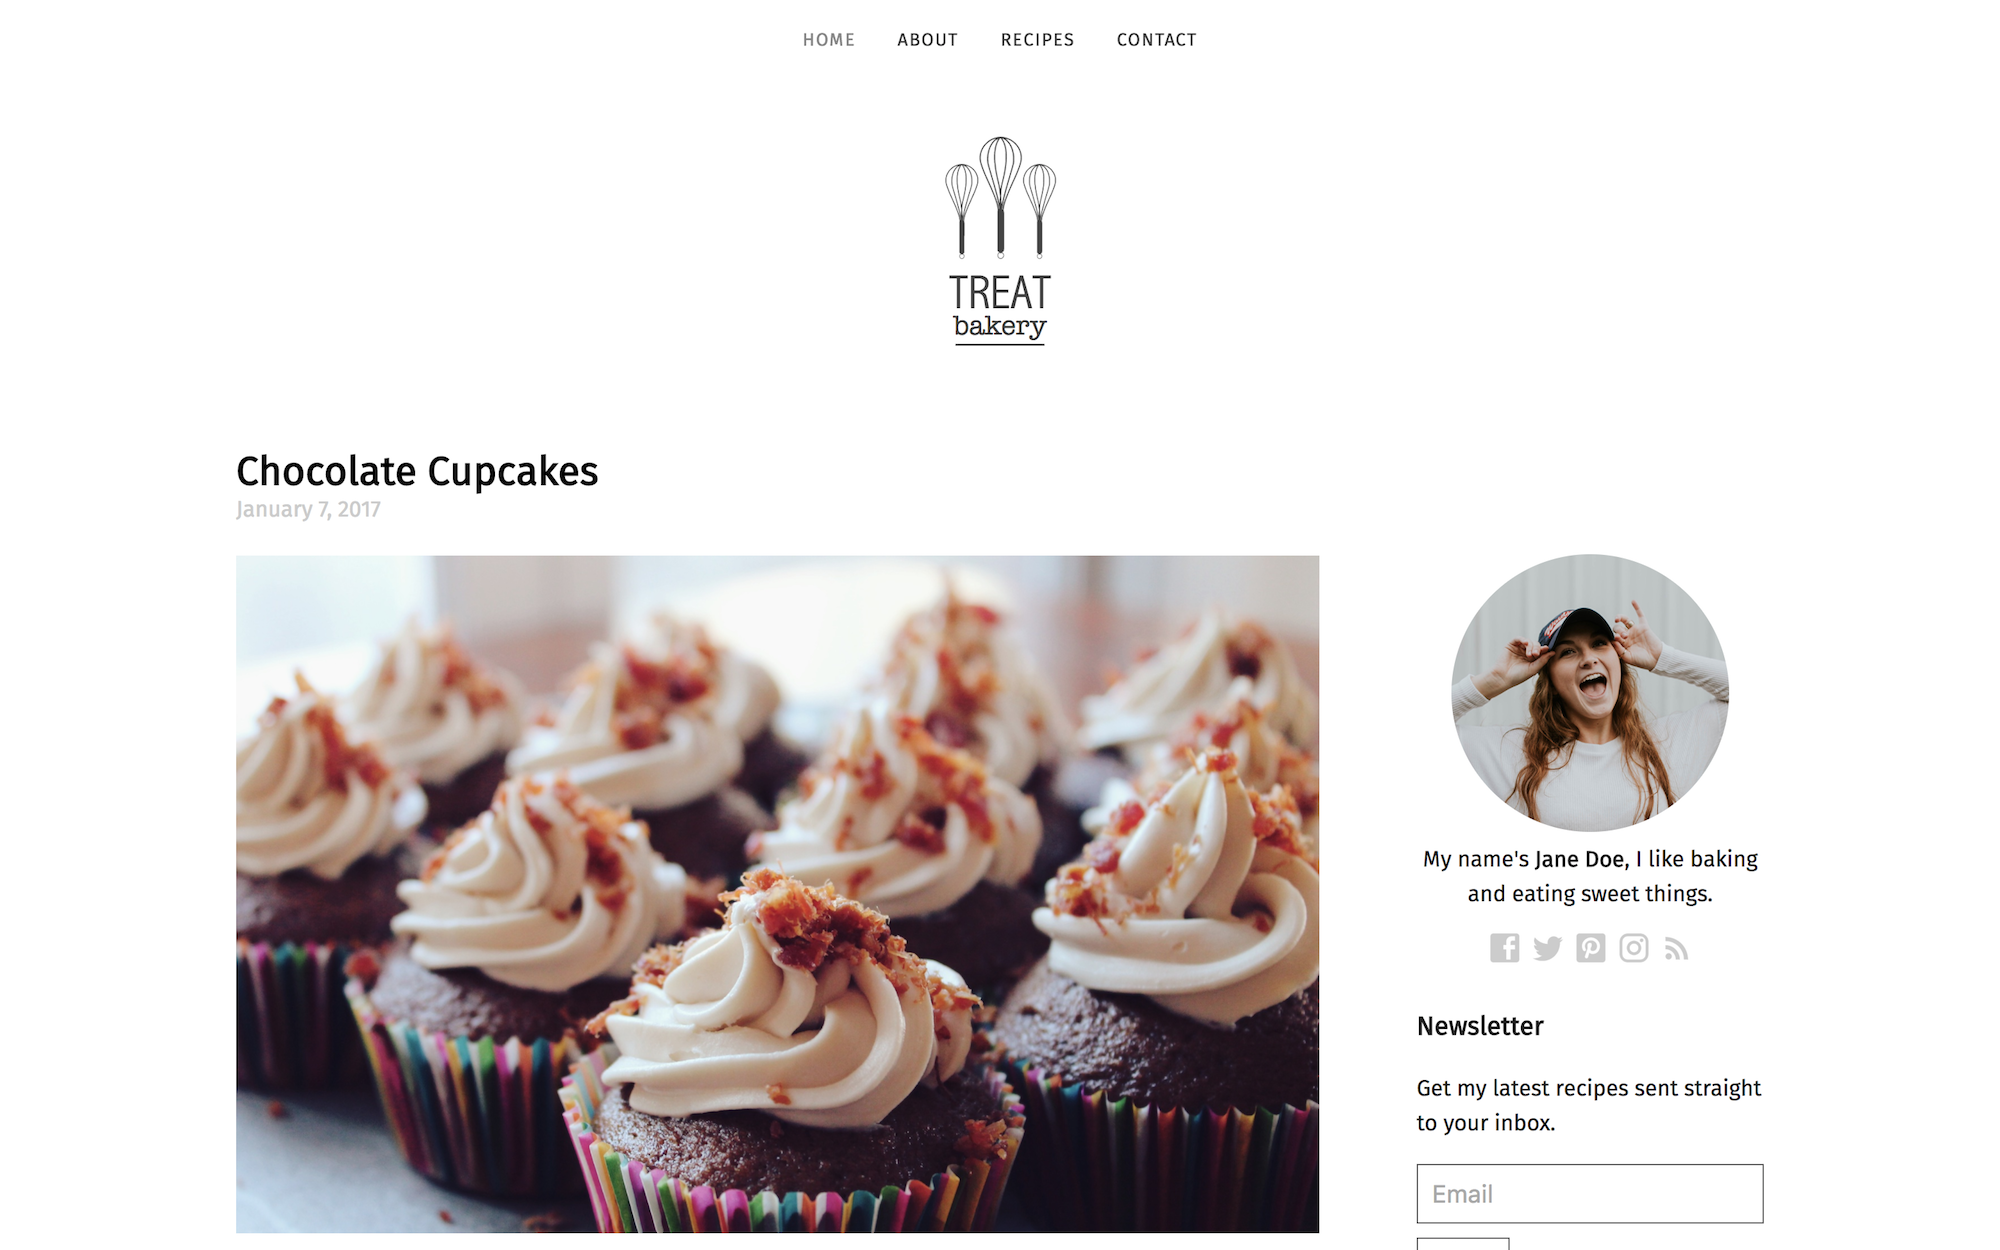 HOME ABOUT RECIPES CONTACT
TREAT
bakery
Chocolate Cupcakes
January 7, 2017
My name's Jane Doe, I like baking
and eating sweet things.
Newsletter
Get my latest recipes sent straight
to your inbox.
Email